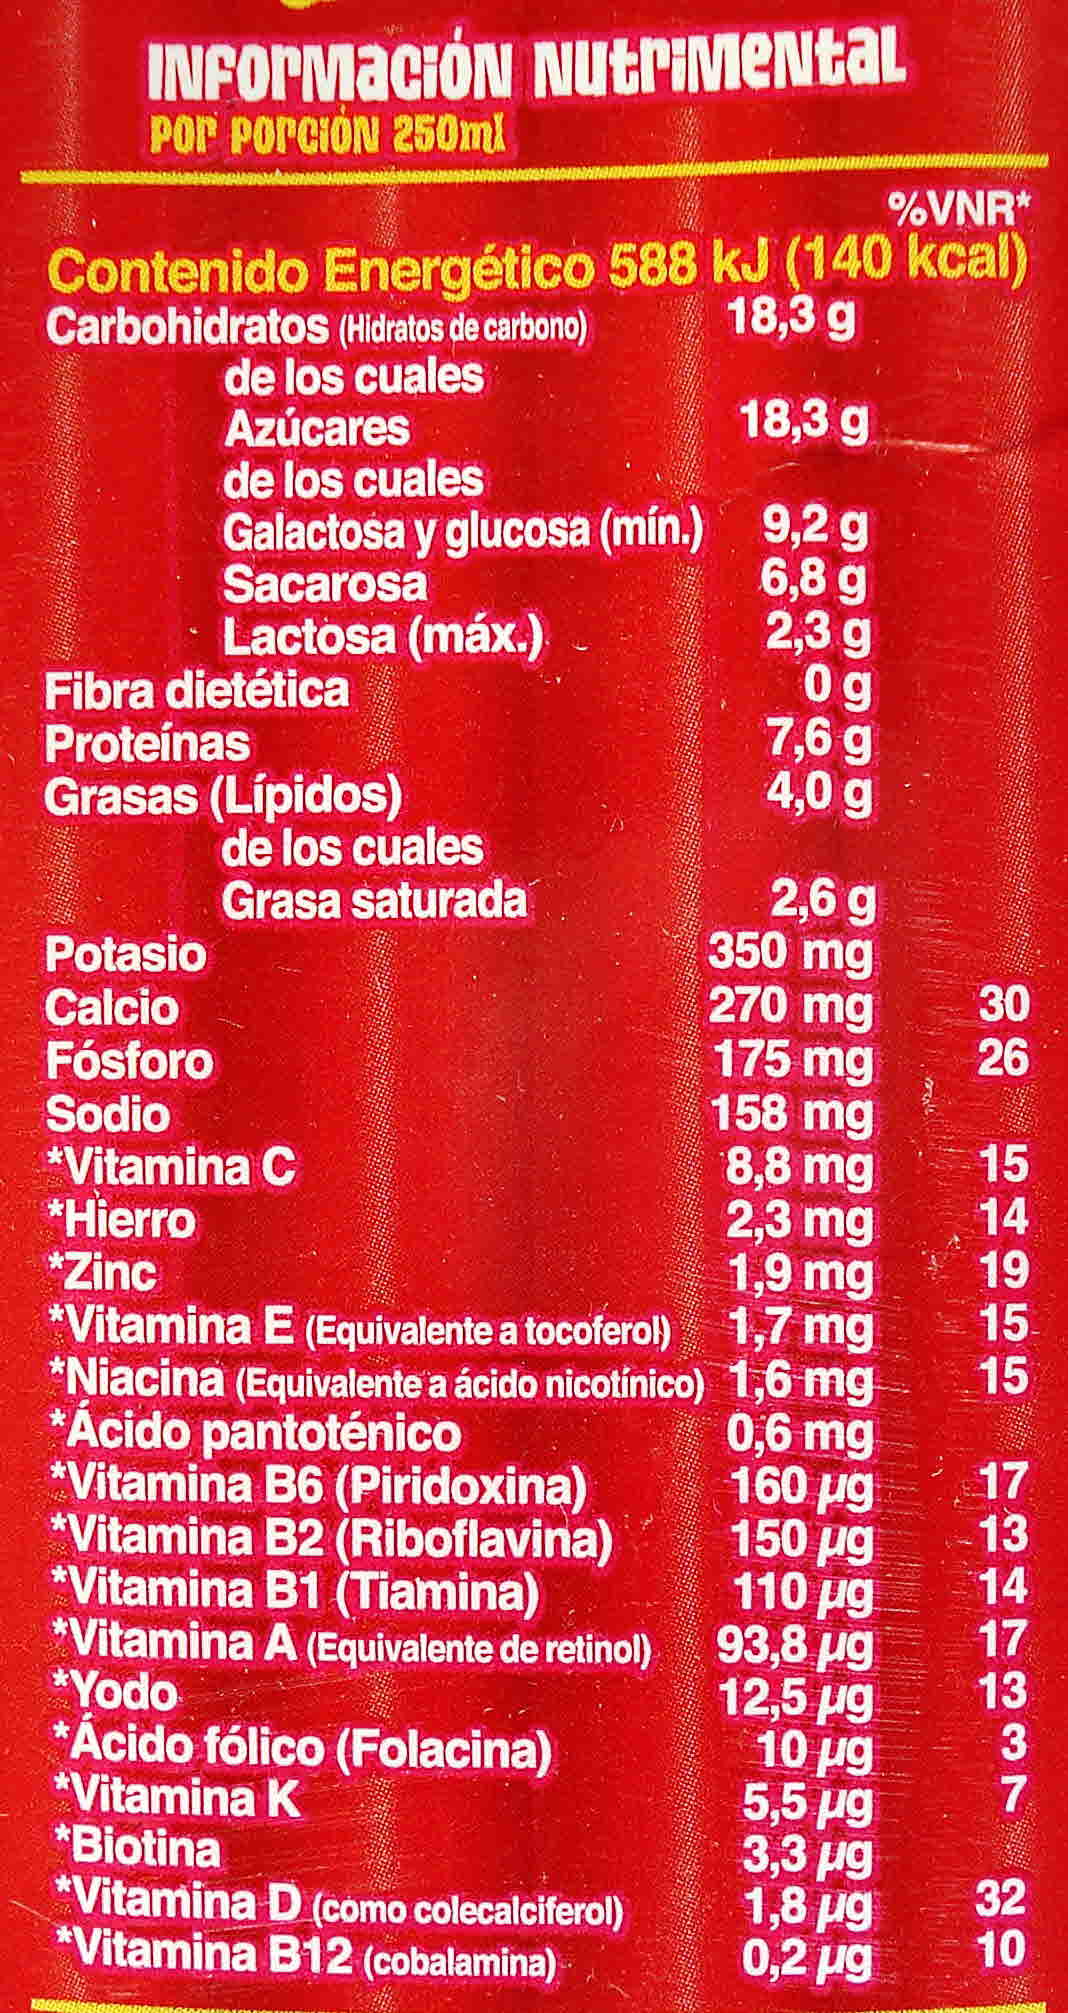 Información Nutrimental
Por porción 250ml
%VNR*
Contenido Energético 588 kJ (140 kcal)
Carbohidratos (Hidratos de carbono) 18,3 g
de los cuales
Azúcares 18,3 g
de los cuales
Galactosa y glucosa (mín.) 9,2 g
Sacarosa 6,8 g
Lactosa (máx.) 2,3 g
Fibra dietética 0 g
Proteínas 7,6 g
Grasas (Lípidos) 4,0 g
de los cuales
Grasa saturada 2,6 g
Potasio 350 mg
Calcio 270 mg 30
Fósforo 175 mg 26
Sodio 158 mg
*Vitamina C 8,8 mg 15
*Hierro 2,3 mg 14
*Zinc 1,9 mg 19
*Vitamina E (Equivalente a tocoferol) 1,7 mg 15
*Niacina (Equivalente a ácido nicotínico) 1,6 mg 15
*Ácido pantoténico 0,6 mg
*Vitamina B6 (Piridoxina) 160 µg 17
*Vitamina B2 (Riboflavina) 150 µg 13
*Vitamina B1 (Tiamina) 110 µg 14
*Vitamina A (Equivalente de retinol) 93,8 µg 17
*Yodo 12,5 µg 13
*Ácido fólico (Folacina) 10 µg 3
*Vitamina K 5,5 µg 7
*Biotina 3,3 µg
*Vitamina D (como colecalciferol) 1,8 µg 32
*Vitamina B12 (cobalamina) 0,2 µg 10